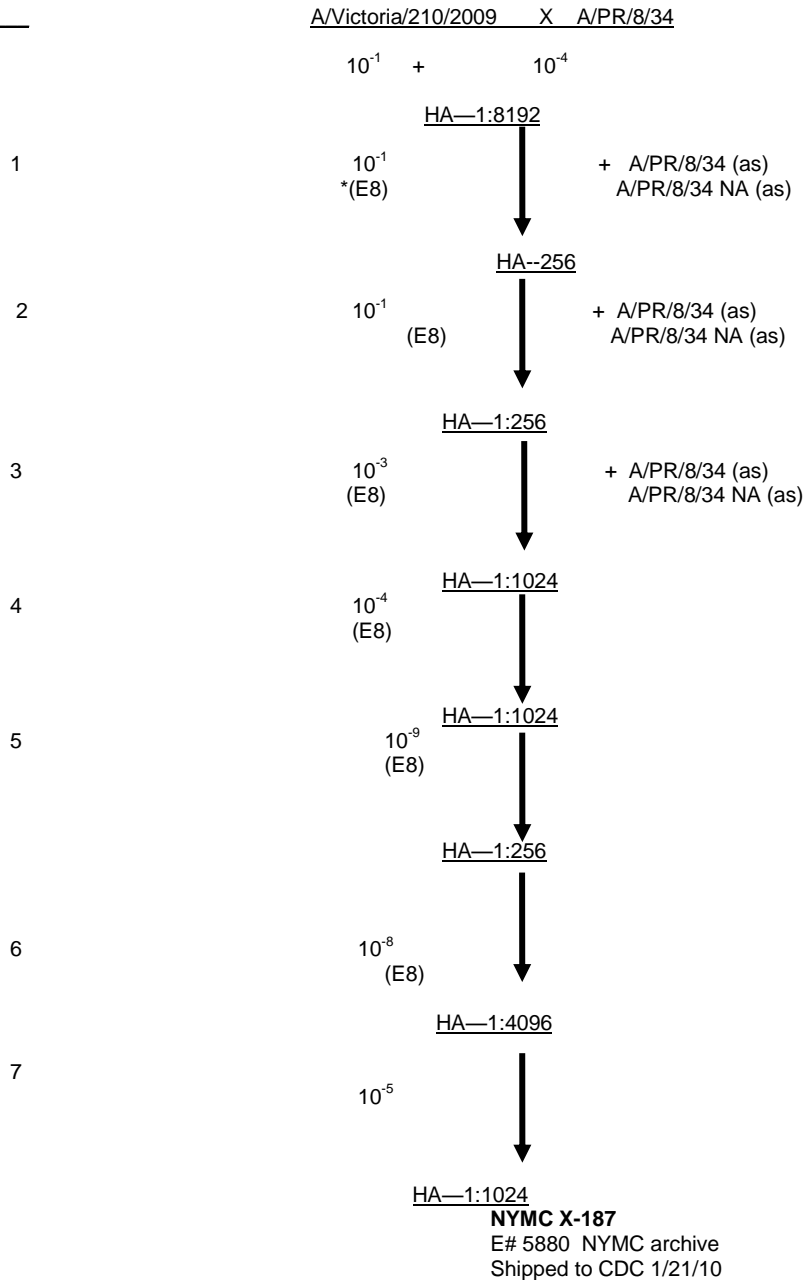 A/Victoria/210/2009 X A/PR/8/34
10⁻¹ + 10⁻⁴
HA—1:8192
1 10⁻¹ + A/PR/8/34 (as)
*(E8) A/PR/8/34 NA (as)
HA--256
2 10⁻¹ + A/PR/8/34 (as)
(E8) A/PR/8/34 NA (as)
HA—1:256
3 10⁻³ + A/PR/8/34 (as)
(E8) A/PR/8/34 NA (as)
HA—1:1024
4 10⁻⁴
(E8)
HA—1:1024
5 10⁻⁹
(E8)
HA—1:256
6 10⁻⁸
(E8)
HA—1:4096
7
10⁻⁵
HA—1:1024
NYMC X-187
E# 5880 NYMC archive
Shipped to CDC 1/21/10